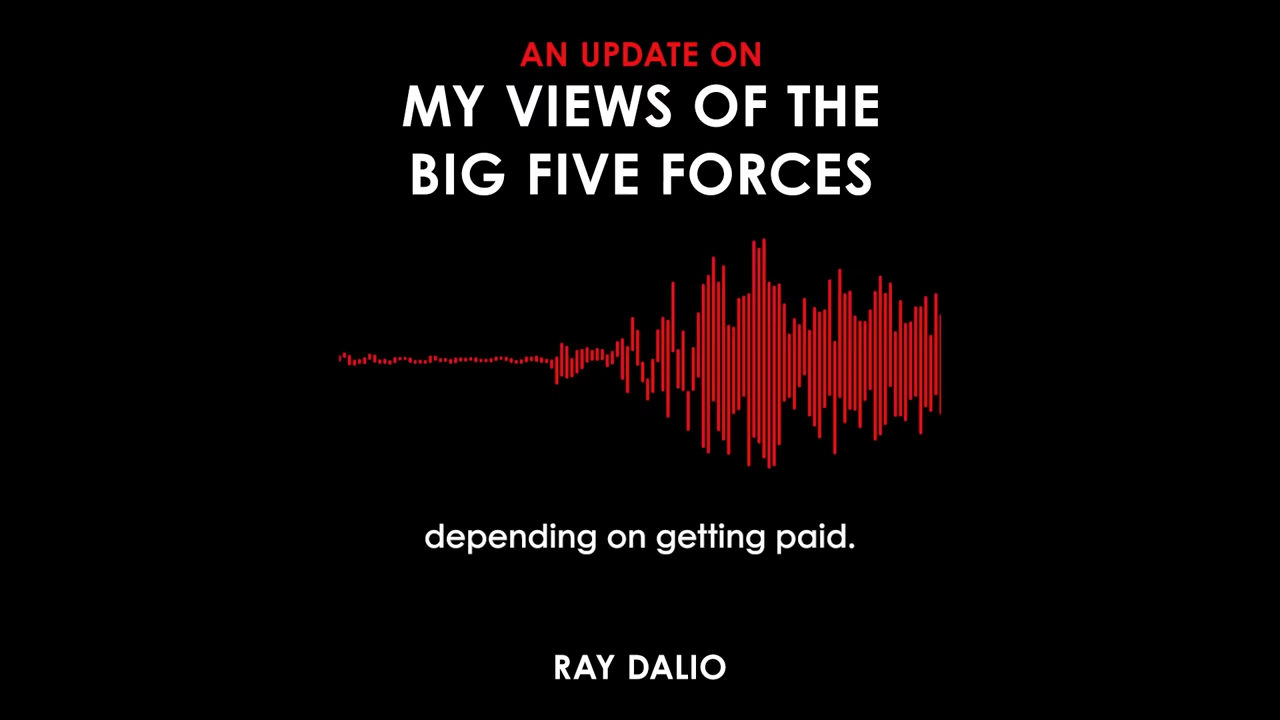 AN UPDATE ON
MY VIEWS OF THE
BIG FIVE FORCES
depending on getting paid.
RAY DALIO